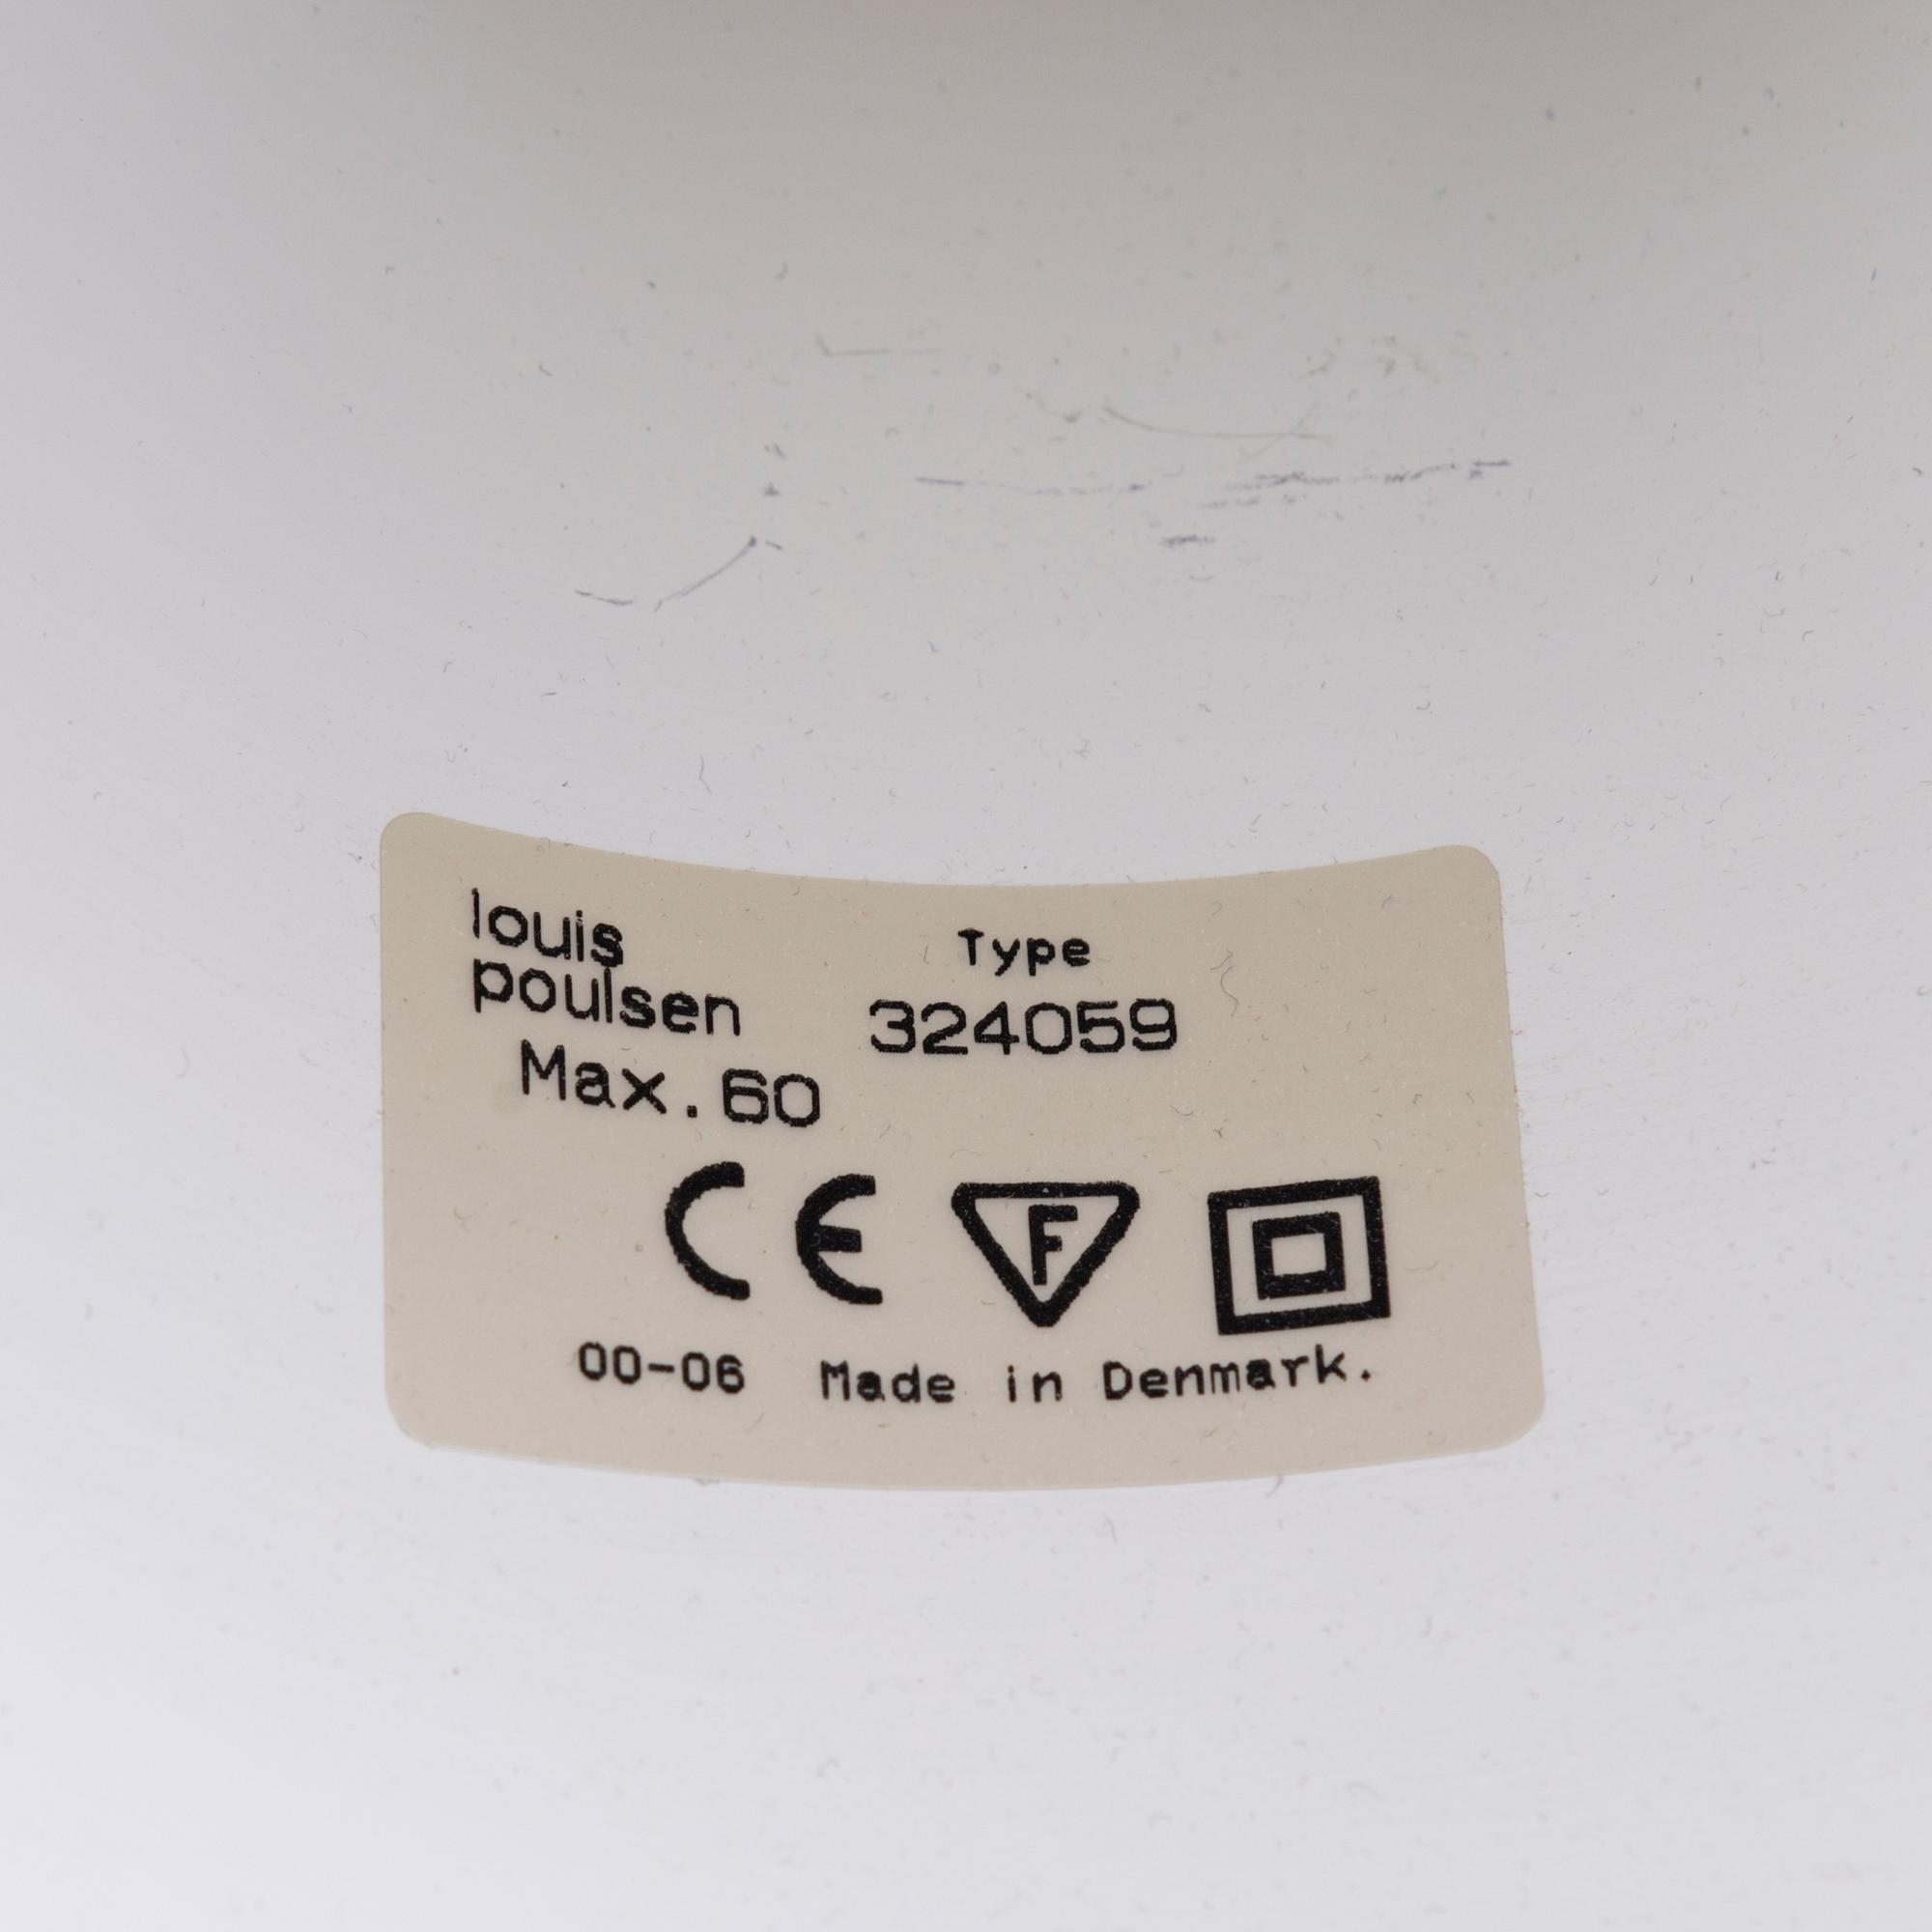 louis
poulsen
Type
324059
Max.60
CE F
00-06 Made in Denmark.